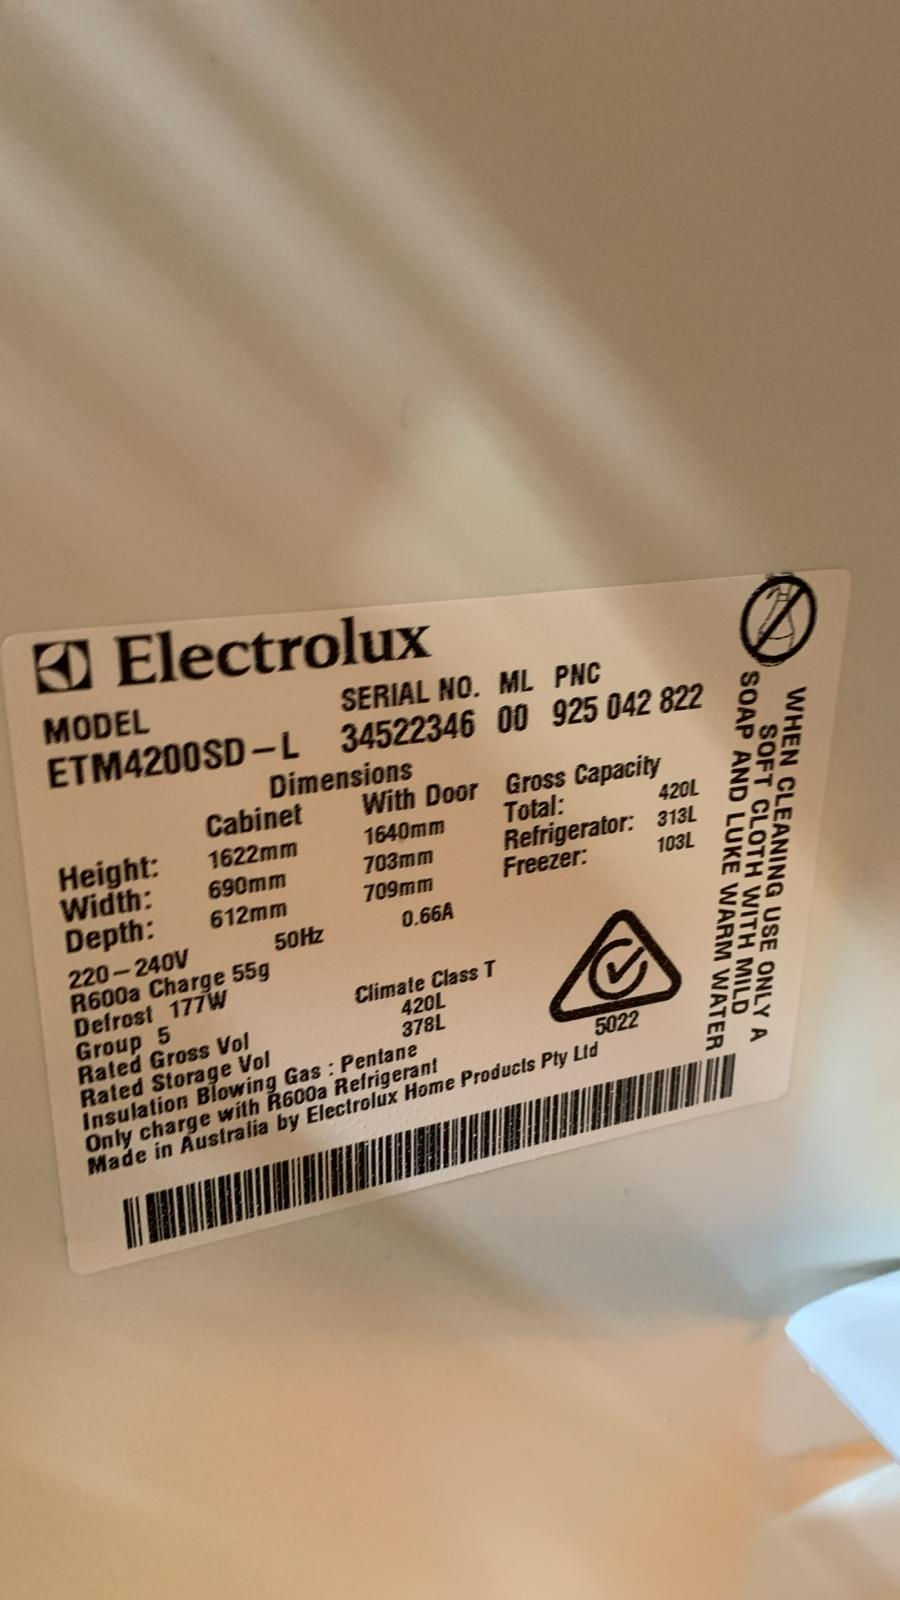 Electrolux
MODEL SERIAL NO. ML PNC
ETM4200SD-L 34522346 00 925 042 822
Dimensions
Cabinet With Door
Height: 1622mm 1640mm
Width: 690mm 703mm
Depth: 612mm 709mm
Gross Capacity
Total: 420L
Refrigerator: 313L
Freezer: 103L
220-240V 50Hz 0.66A
R600a Charge 55g
Defrost 177W
Group 5 Climate Class T
Rated Gross Vol 420L
Rated Storage Vol 378L
Insulation Blowing Gas : Pentane
Only charge with R600a Refrigerant
Made in Australia by Electrolux Home Products Pty Ltd
5022
WHEN CLEANING USE ONLY A
SOFT CLOTH WITH MILD
SOAP AND LUKE WARM WATER